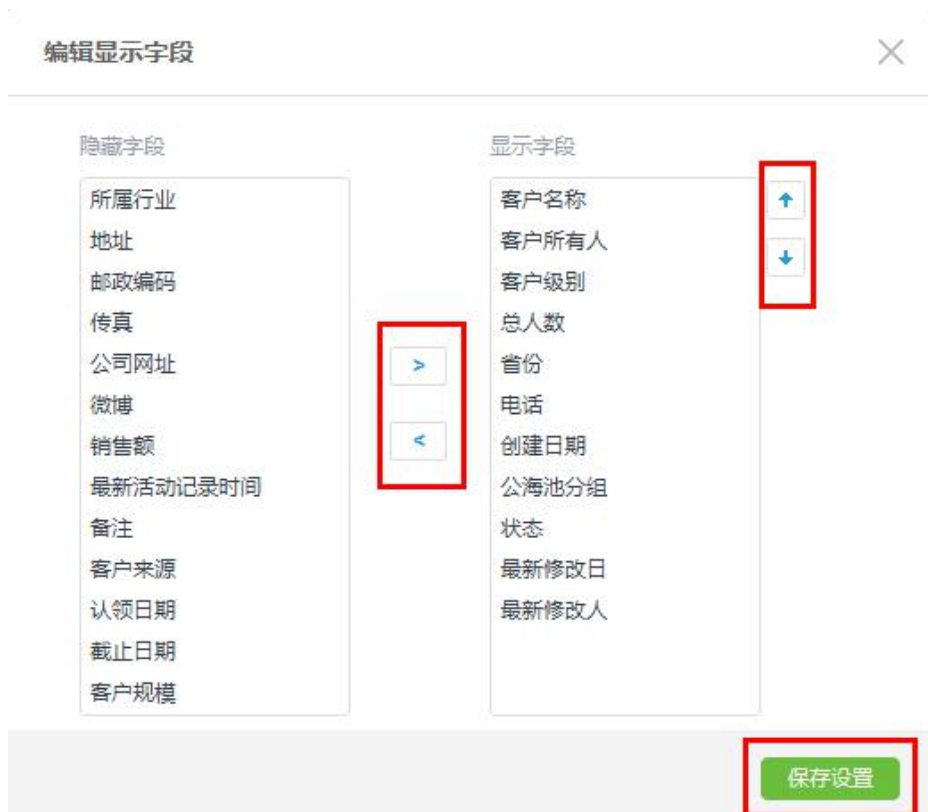 编辑显示字段
隐藏字段
所属行业
地址
邮政编码
传真
公司网址
微博
销售额
最新活动记录时间
备注
客户来源
认领日期
截止日期
客户规模
>
<
显示字段
客户名称
客户所有人
客户级别
总人数
省份
电话
创建日期
公海池分组
状态
最新修改日
最新修改人
保存设置